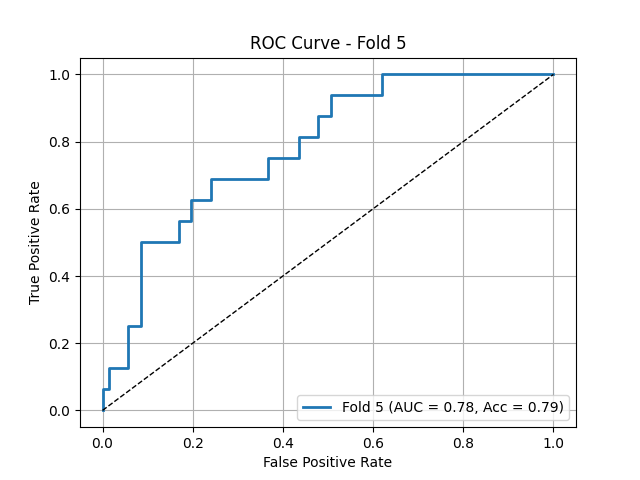 ROC Curve - Fold 5
True Positive Rate
1.0
0.8
0.6
0.4
0.2
0.0
Fold 5 (AUC = 0.78, Acc = 0.79)
0.0 0.2 0.4 0.6 0.8 1.0
False Positive Rate